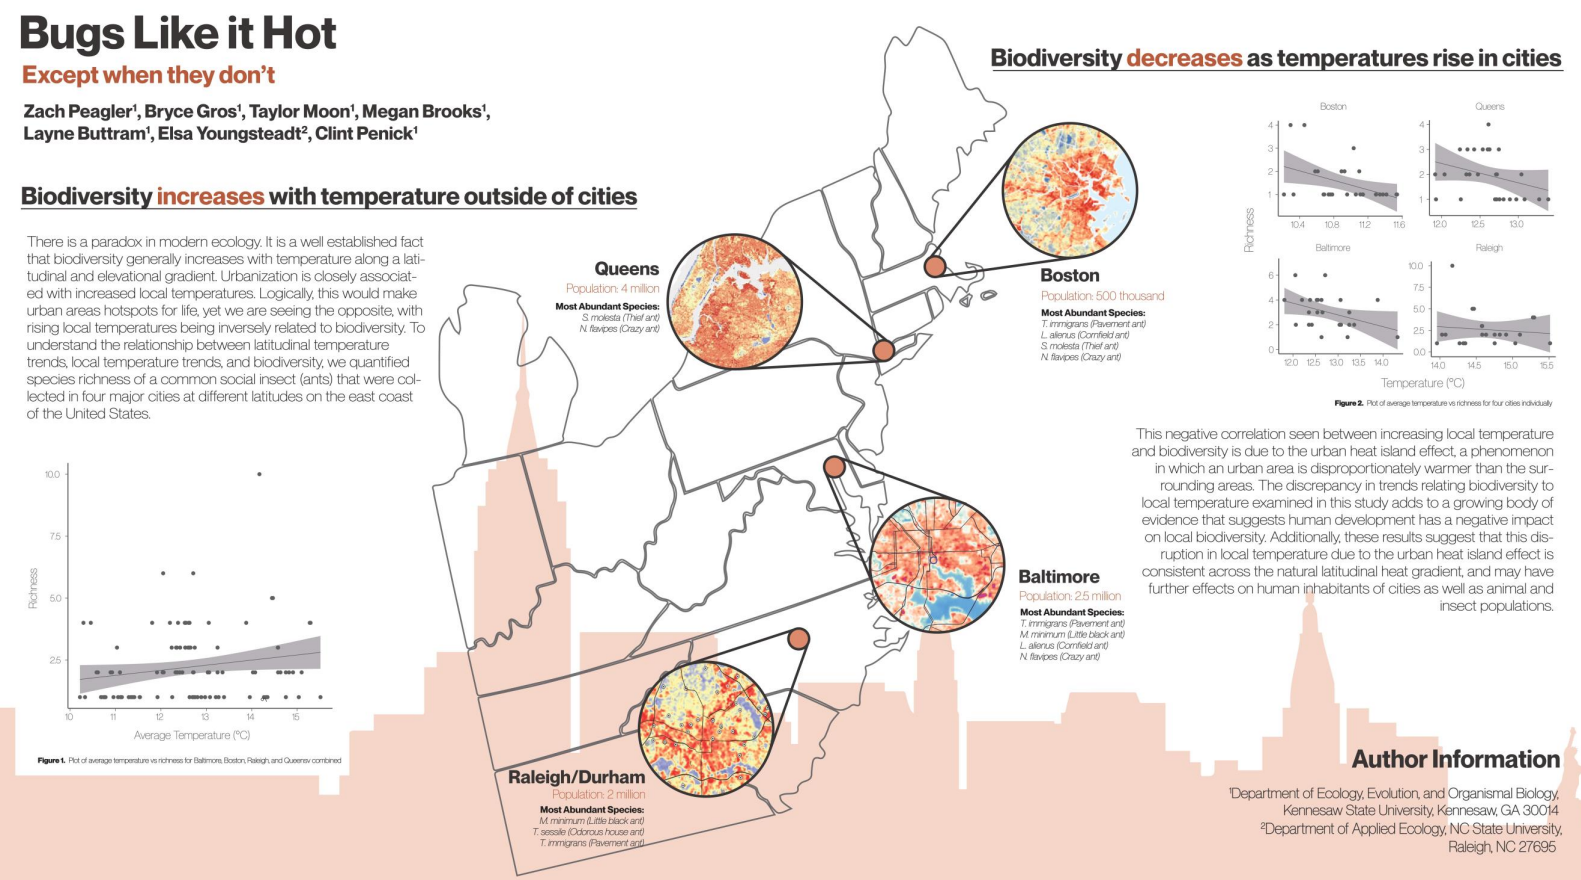 Bugs Like it Hot
Except when they don't
Zach Peagler¹, Bryce Gros¹, Taylor Moon¹, Megan Brooks¹,
Layne Buttram¹, Elsa Youngsteadt², Clint Penick¹
Biodiversity increases with temperature outside of cities
There is a paradox in modern ecology. It is a well established fact
that biodiversity generally increases with temperature along a lati-
tudinal and elevational gradient. Urbanization is closely associat-
ed with increased local temperatures. Logically, this would make
urban areas hotspots for life, yet we are seeing the opposite, with
rising local temperatures being inversely related to biodiversity. To
understand the relationship between latitudinal temperature
trends, local temperature trends, and biodiversity, we quantified
species richness of a common social insect (ants) that were col-
lected in four major cities at different latitudes on the east coast
of the United States.
Richness
10.0
7.5
5.0
2.5
10 11 12 13 14 15
Average Temperature (°C)
Figure 1. Plot of average temperature vs richness for Baltimore, Boston, Raleigh, and Queensv combined
Queens
Population: 4 million
Most Abundant Species:
S. molesta (Thief ant)
N. flavipes (Crazy ant)
Boston
Population: 500 thousand
Most Abundant Species:
T. immigrans (Pavement ant)
L. alienus (Cornfield ant)
S. molesta (Thief ant)
N. flavipes (Crazy ant)
Baltimore
Population: 2.5 million
Most Abundant Species:
T. immigrans (Pavement ant)
M. minimum (Little black ant)
L. alienus (Cornfield ant)
N. flavipes (Crazy ant)
Raleigh/Durham
Population: 2 million
Most Abundant Species:
M. minimum (Little black ant)
T. sessile (Odorous house ant)
T. immigrans (Pavement ant)
Biodiversity decreases as temperatures rise in cities
Richness
Boston
4
3
2
1
10.4 10.8 11.2 11.6
Queens
4
3
2
1
12.0 12.5 13.0
Baltimore
6
4
2
0
12.0 12.5 13.0 13.5 14.0
Raleigh
10.0
7.5
5.0
2.5
0.0
14.0 14.5 15.0 15.5
Temperature (°C)
Figure 2. Plot of average temperature vs richness for four cities individually
This negative correlation seen between increasing local temperature
and biodiversity is due to the urban heat island effect, a phenomenon
in which an urban area is disproportionately warmer than the sur-
rounding areas. The discrepancy in trends relating biodiversity to
local temperature examined in this study adds to a growing body of
evidence that suggests human development has a negative impact
on local biodiversity. Additionally, these results suggest that this dis-
ruption in local temperature due to the urban heat island effect is
consistent across the natural latitudinal heat gradient, and may have
further effects on human inhabitants of cities as well as animal and
insect populations.
Author Information
¹Department of Ecology, Evolution, and Organismal Biology,
Kennesaw State University, Kennesaw, GA 30014
²Department of Applied Ecology, NC State University,
Raleigh, NC 27695